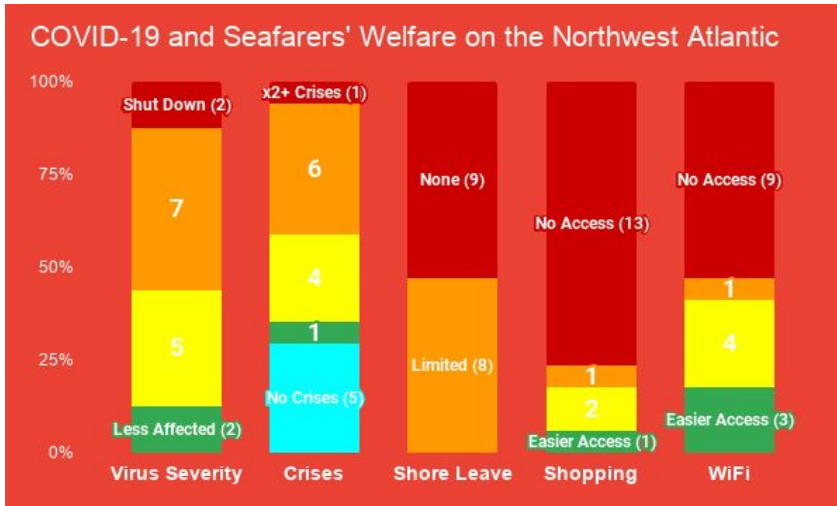 COVID-19 and Seafarers' Welfare on the Northwest Atlantic
100%
75%
50%
25%
0%
Shut Down (2)
7
5
Less Affected (2)
x2+ Crises (1)
6
4
1
No Crises (5)
None (9)
Limited (8)
No Access (13)
1
2
Easier Access (1)
No Access (9)
1
4
Easier Access (3)
Virus Severity
Crises
Shore Leave
Shopping
WiFi